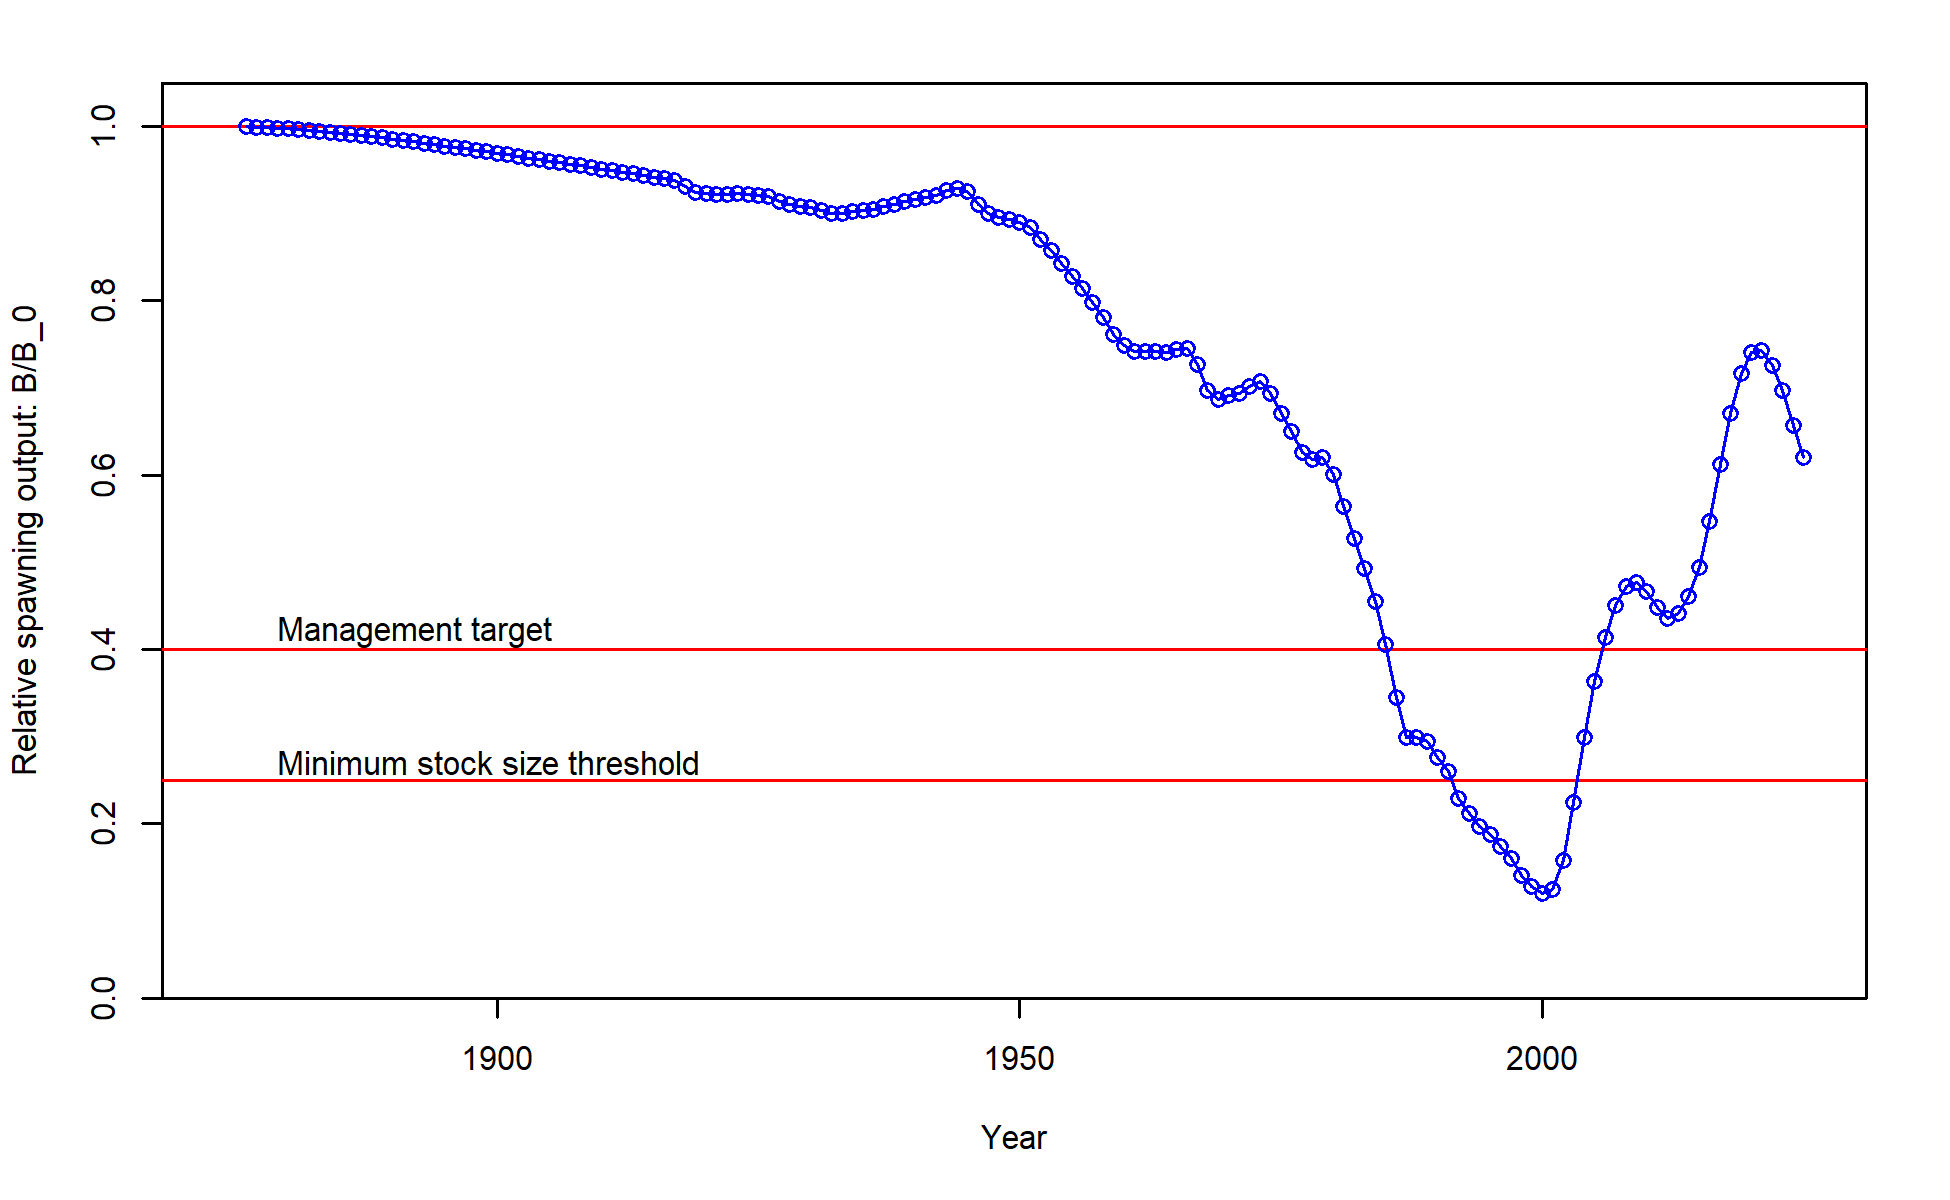 Relative spawning output: B/B_0
1.0
0.8
0.6
0.4
0.2
0.0
Management target
Minimum stock size threshold
1900 1950 2000
Year